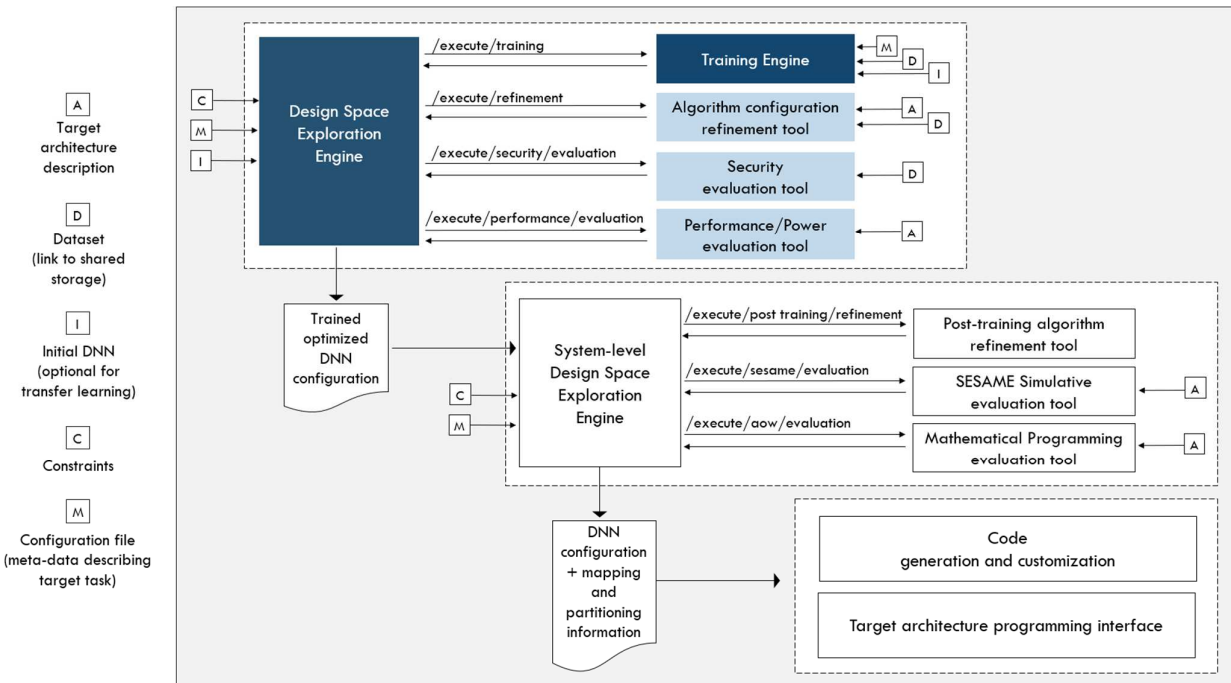 A
Target
architecture
description
D
Dataset
(link to shared
storage)
I
Initial DNN
(optional for
transfer learning)
C
Constraints
M
Configuration file
(meta-data describing
target task)
C
M
I
Design Space
Exploration
Engine
/execute/training
Training Engine
M
D
I
/execute/refinement
Algorithm configuration
refinement tool
A
D
/execute/security/evaluation
Security
evaluation tool
D
/execute/performance/evaluation
Performance/Power
evaluation tool
A
Trained
optimized
DNN
configuration
C
M
System-level
Design Space
Exploration
Engine
/execute/post training/refinement
Post-training algorithm
refinement tool
/execute/sesame/evaluation
SESAME Simulative
evaluation tool
A
/execute/aow/evaluation
Mathematical Programming
evaluation tool
A
DNN
configuration
+ mapping
and
partitioning
information
Code
generation and customization
Target architecture programming interface